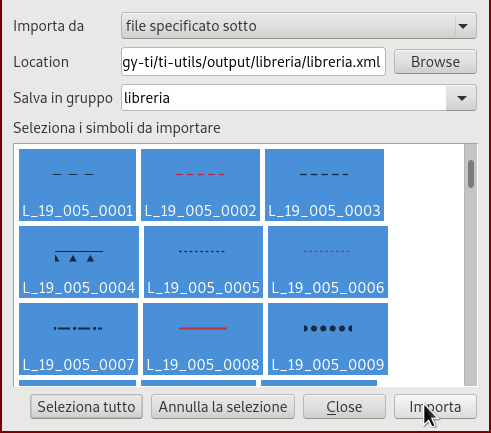 Importa da file specificato sotto
Location gy-ti/ti-utils/output/libreria/libreria.xml Browse
Salva in gruppo libreria
Seleziona i simboli da importare
L_19_005_0001 L_19_005_0002 L_19_005_0003
L_19_005_0004 L_19_005_0005 L_19_005_0006
L_19_005_0007 L_19_005_0008 L_19_005_0009
Seleziona tutto Annulla la selezione Close Importa